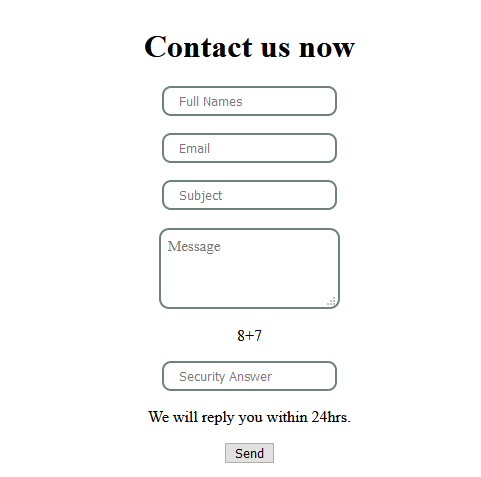 Contact us now
Full Names
Email
Subject
Message
8+7
Security Answer
We will reply you within 24hrs.
Send